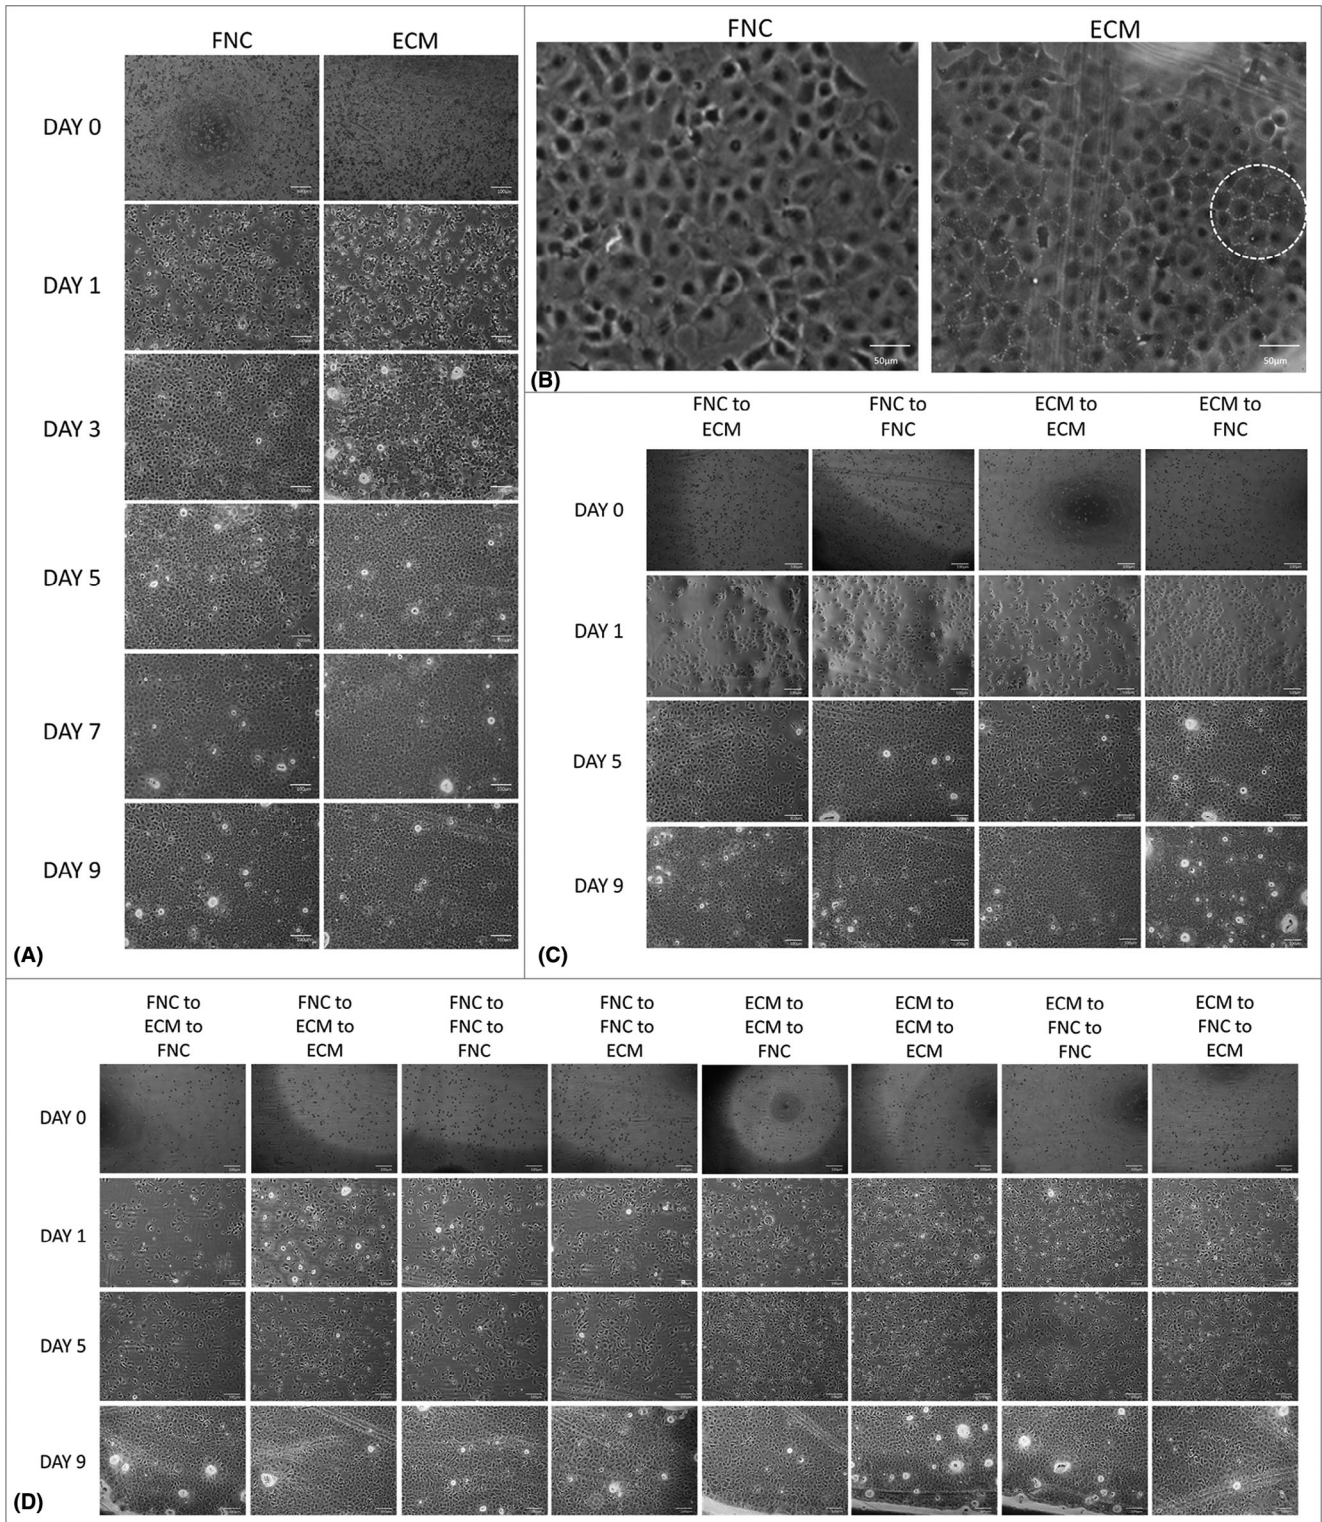 FNC ECM
DAY 0
DAY 1
DAY 3
DAY 5
DAY 7
DAY 9
(A)
FNC ECM
50µm 50µm
(B)
FNC to FNC to ECM to ECM to
ECM FNC ECM FNC
DAY 0
DAY 1
DAY 5
DAY 9
(C)
FNC to FNC to FNC to FNC to ECM to ECM to ECM to ECM to
ECM to ECM to FNC to FNC to ECM to ECM to FNC to FNC to
FNC ECM FNC ECM FNC ECM FNC ECM
DAY 0
DAY 1
DAY 5
DAY 9
(D)